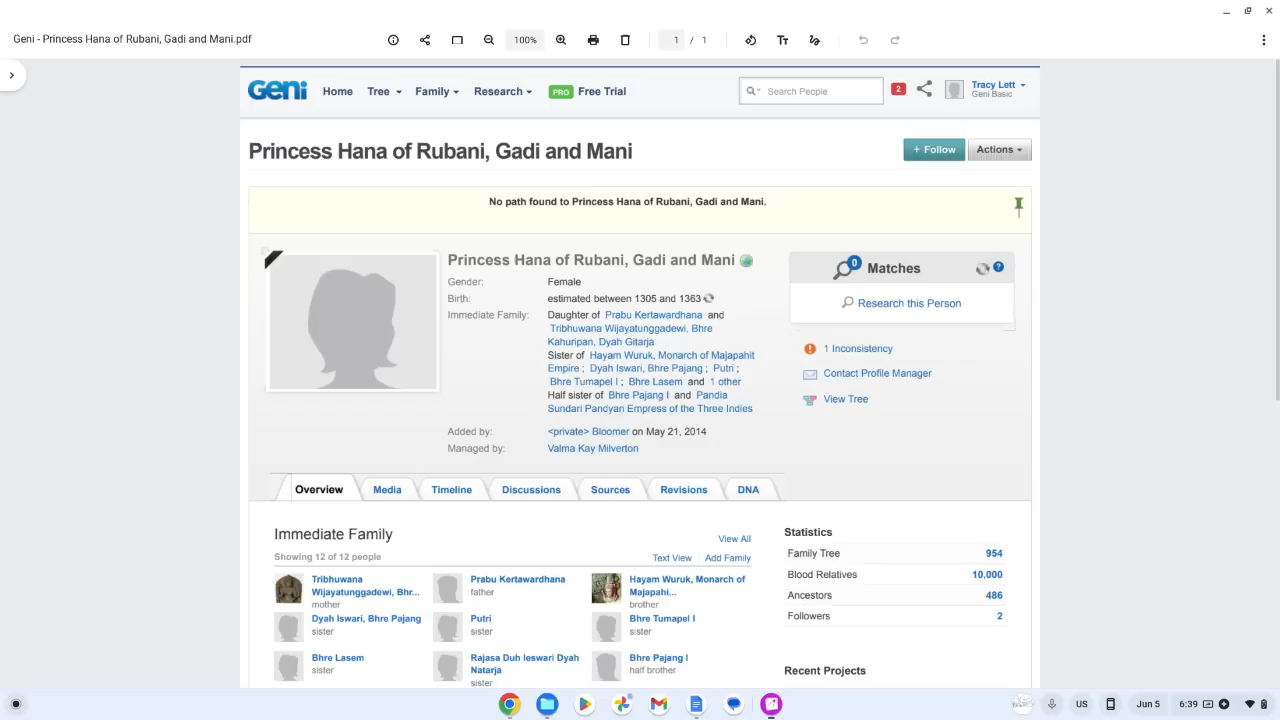 Geni - Princess Hana of Rubani, Gadi and Mani.pdf
100%
1 / 1
Geni
Home Tree Family Research PRO Free Trial
Search People
2
Tracy Lett
Geni Basic
Princess Hana of Rubani, Gadi and Mani
+ Follow Actions
No path found to Princess Hana of Rubani, Gadi and Mani.
Princess Hana of Rubani, Gadi and Mani
Gender: Female
Birth: estimated between 1305 and 1363
Immediate Family: Daughter of Prabu Kertawardhana and
Tribhuwana Wijayatunggadewi, Bhre
Kahuripan, Dyah Gitarja
Sister of Hayam Wuruk, Monarch of Majapahit
Empire ; Dyah Iswari, Bhre Pajang ; Putri ;
Bhre Tumapel I ; Bhre Lasem and 1 other
Half sister of Bhre Pajang I and Pandia
Sundari Pandyan Empress of the Three Indies
Added by: <private> Bloomer on May 21, 2014
Managed by: Valma Kay Milverton
0 Matches ?
Research this Person
1 Inconsistency
Contact Profile Manager
View Tree
Overview Media Timeline Discussions Sources Revisions DNA
Immediate Family
View All
Showing 12 of 12 people
Text View Add Family
Tribhuwana
Wijayatunggadewi, Bhr...
mother
Prabu Kertawardhana
father
Hayam Wuruk, Monarch of
Majapahi...
brother
Dyah Iswari, Bhre Pajang
sister
Putri
sister
Bhre Tumapel I
sister
Bhre Lasem
sister
Rajasa Duh Ieswari Dyah
Natarja
sister
Bhre Pajang I
half brother
Statistics
Family Tree 954
Blood Relatives 10,000
Ancestors 486
Followers 2
Recent Projects
US
Jun 5
6:39